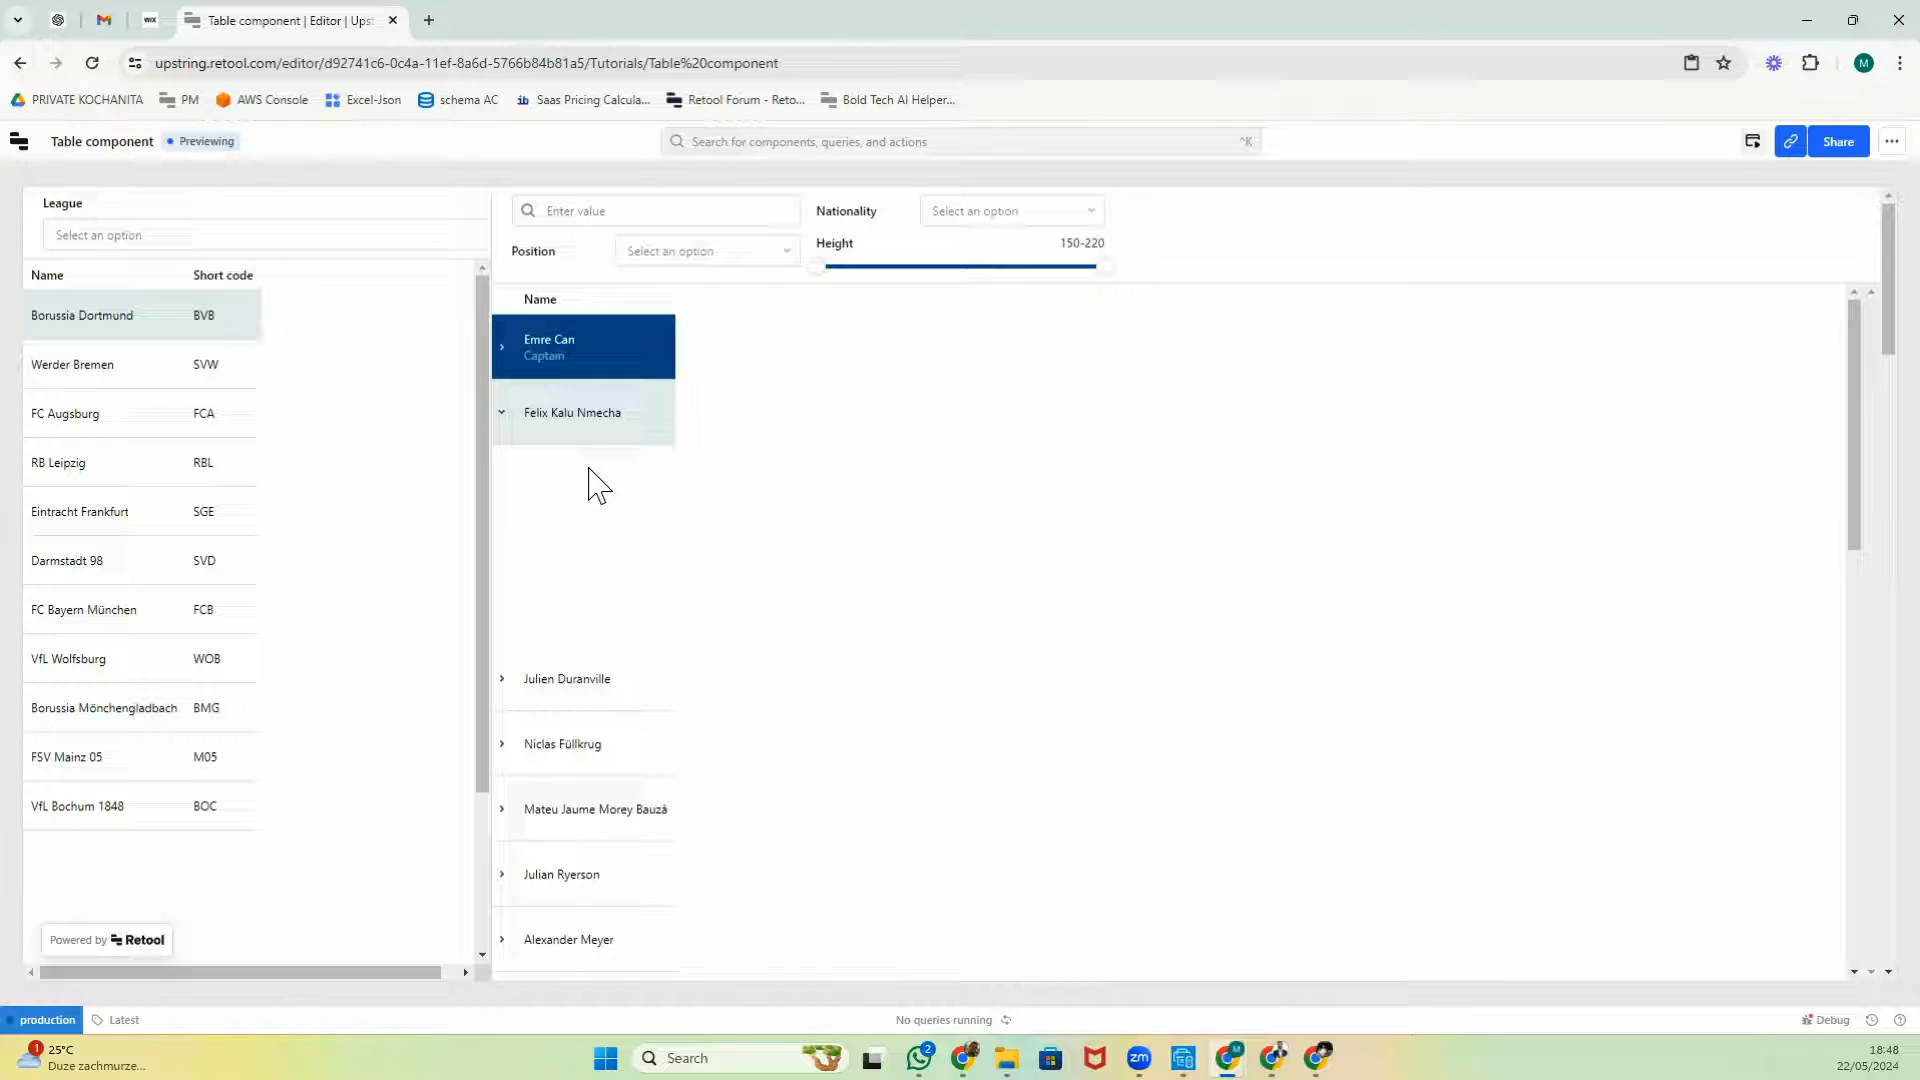 Table component | Editor | Ups
upstring.retool.com/editor/d92741c6-0c4a-11ef-8a6d-5766b84b81a5/Tutorials/Table%20component
M
PRIVATE KOCHANITA
PM
AWS Console
Excel-Json
schema AC
Saas Pricing Calcula...
Retool Forum - Reto...
Bold Tech AI Helper...
Table component
Previewing
Search for components, queries, and actions
^K
Share
League
Select an option
Name Short code
Borussia Dortmund BVB
Werder Bremen SVW
FC Augsburg FCA
RB Leipzig RBL
Eintracht Frankfurt SGE
Darmstadt 98 SVD
FC Bayern München FCB
VfL Wolfsburg WOB
Borussia Mönchengladbach BMG
FSV Mainz 05 M05
VfL Bochum 1848 BOC
Powered by Retool
Enter value
Nationality Select an option
Position Select an option
Height 150-220
Name
Emre Can
Captain
Felix Kalu Nmecha
Julien Duranville
Niclas Füllkrug
Mateu Jaume Morey Bauzá
Julian Ryerson
Alexander Meyer
production
Latest
No queries running
Debug
1
25°C
Duze zachmurze...
Search
2
zm
M
18:48
22/05/2024